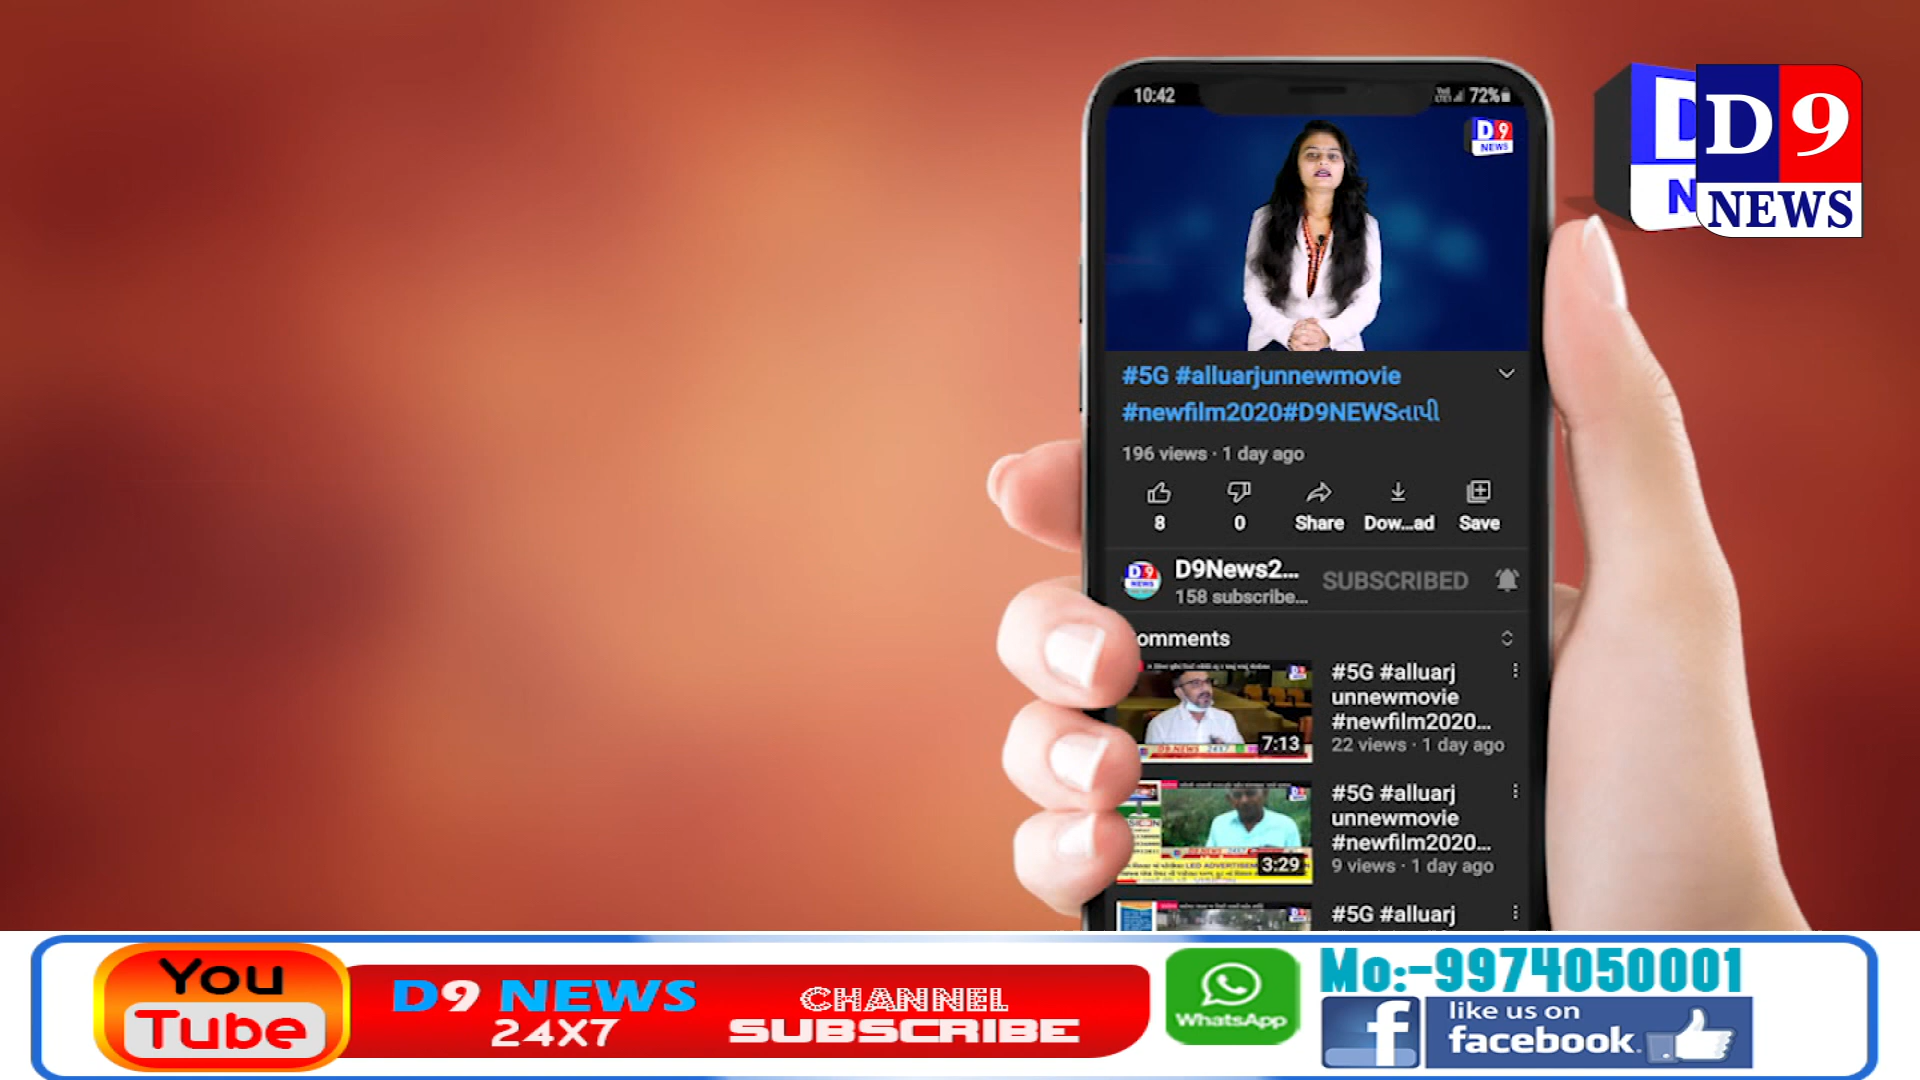 10:42
72%
D9
NEWS
D
N
D9
NEWS
#5G #alluarjunnewmovie
#newfilm2020#D9NEWSતાપી
196 views · 1 day ago
8
0
Share
Dow...ad
Save
D9
NEWS
D9News2...
SUBSCRIBED
158 subscribe...
omments
7:13
#5G #alluarj
unnewmovie
#newfilm2020...
22 views · 1 day ago
3:29
#5G #alluarj
unnewmovie
#newfilm2020...
9 views · 1 day ago
#5G #alluarj
You
Tube
D9 NEWS
24X7
CHANNEL
SUBSCRIBE
WhatsApp
Mo:-9974050001
f
like us on
facebook.